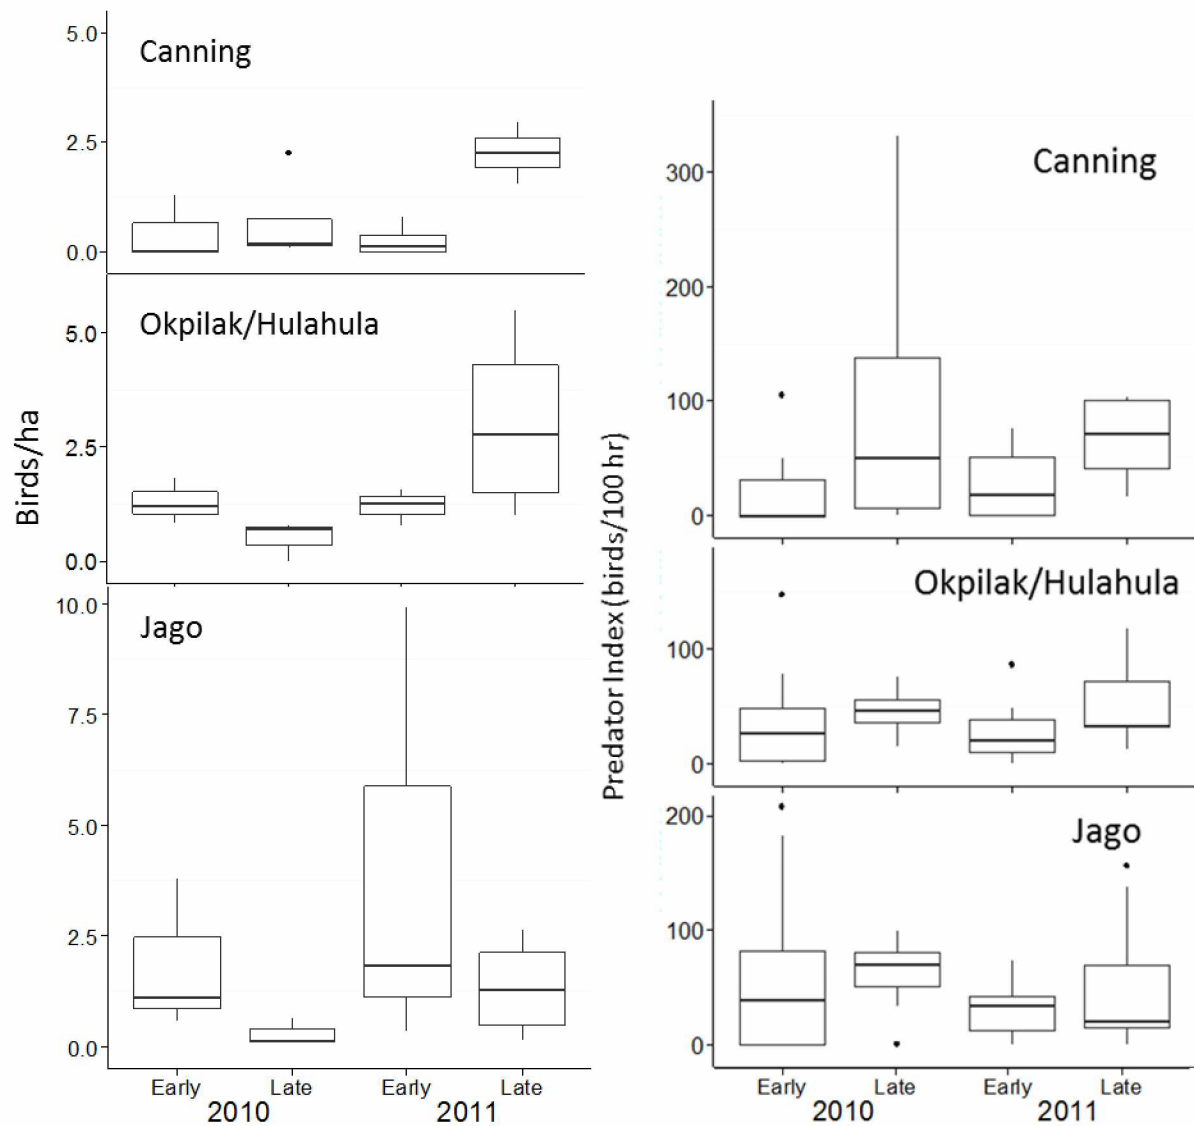 Birds/ha
5.0
Canning
2.5
0.0
5.0
Okpilak/Hulahula
2.5
0.0
10.0
Jago
7.5
5.0
2.5
0.0
Early Late Early Late
2010 2011
Predator Index (birds/100 hr)
Canning
300
200
100
0
Okpilak/Hulahula
100
0
200
Jago
100
0
Early Late Early Late
2010 2011